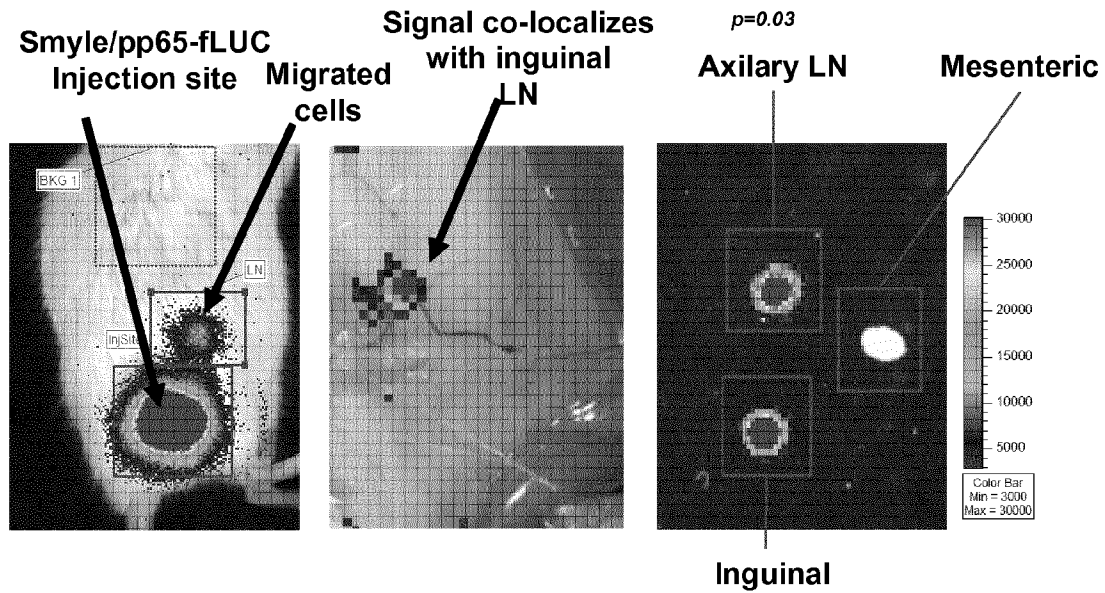 Smyle/pp65-fLUC
Injection site
Migrated
cells
Signal co-localizes
with inguinal
LN
p=0.03
Axilary LN
Mesenteric
BKG 1
LN
InjSite
30000
25000
20000
15000
10000
5000
Color Bar
Min = 3000
Max = 30000
Inguinal